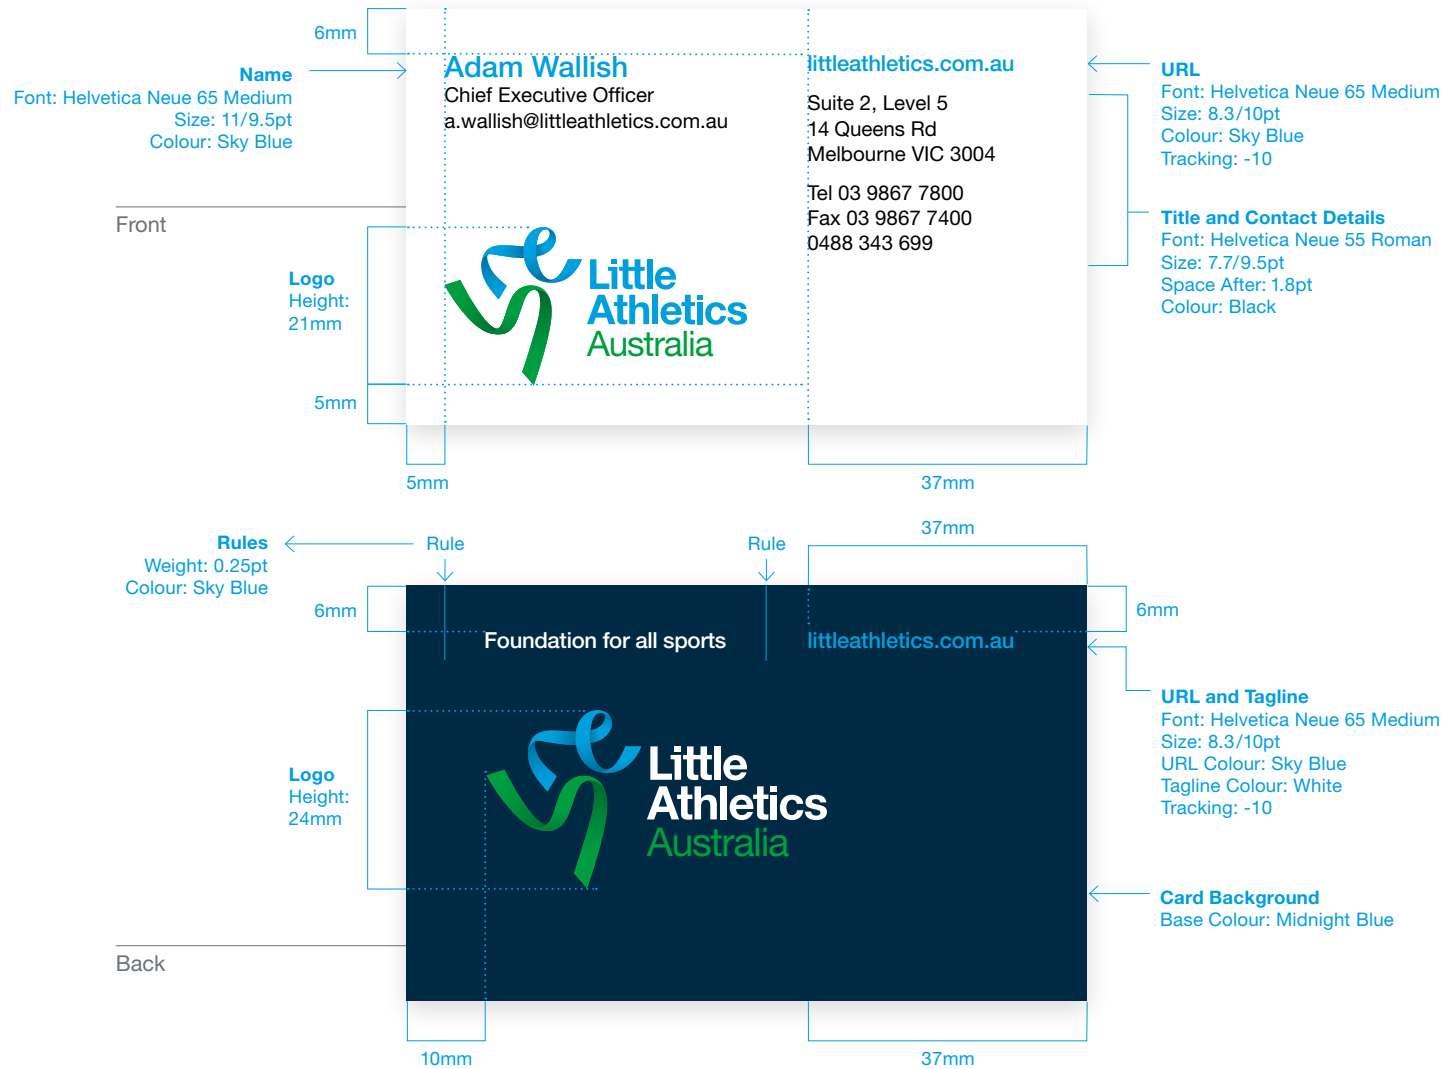 6mm
Name
Font: Helvetica Neue 65 Medium
Size: 11/9.5pt
Colour: Sky Blue
Adam Wallish
Chief Executive Officer
a.wallish@littleathletics.com.au
littleathletics.com.au
Suite 2, Level 5
14 Queens Rd
Melbourne VIC 3004
Tel 03 9867 7800
Fax 03 9867 7400
0488 343 699
URL
Font: Helvetica Neue 65 Medium
Size: 8.3/10pt
Colour: Sky Blue
Tracking: -10
Title and Contact Details
Font: Helvetica Neue 55 Roman
Size: 7.7/9.5pt
Space After: 1.8pt
Colour: Black
Front
Logo
Height:
21mm
Little
Athletics
Australia
5mm
5mm
37mm
37mm
Rules
Weight: 0.25pt
Colour: Sky Blue
Rule
Rule
6mm
6mm
Foundation for all sports
littleathletics.com.au
Logo
Height:
24mm
Little
Athletics
Australia
URL and Tagline
Font: Helvetica Neue 65 Medium
Size: 8.3/10pt
URL Colour: Sky Blue
Tagline Colour: White
Tracking: -10
Card Background
Base Colour: Midnight Blue
Back
10mm
37mm